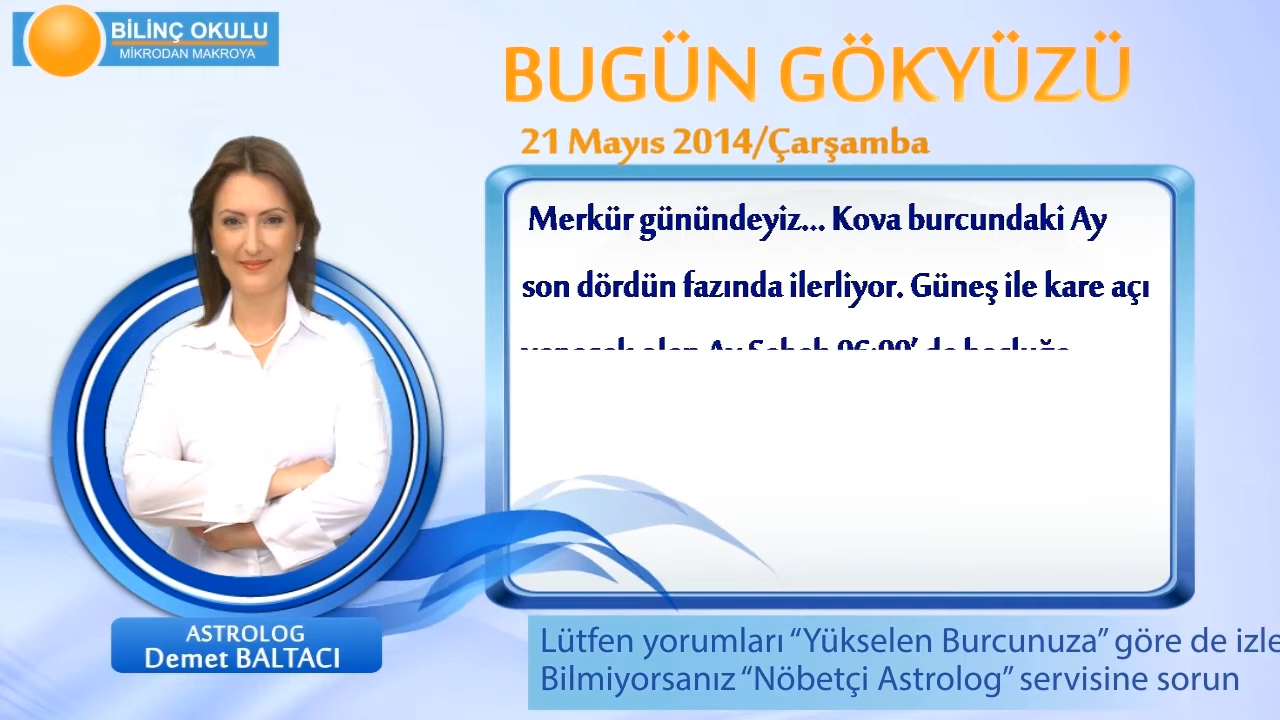 BİLİNÇ OKULU
MİKRODAN MAKROYA
BUGÜN GÖKYÜZÜ
21 Mayıs 2014/Çarşamba
Merkür günündeyiz... Kova burcundaki Ay
son dördün fazında ilerliyor. Güneş ile kare açı
ASTROLOG
Demet BALTACI
Lütfen yorumları “Yükselen Burcunuza” göre de izle
Bilmiyorsanız “Nöbetçi Astrolog” servisine sorun